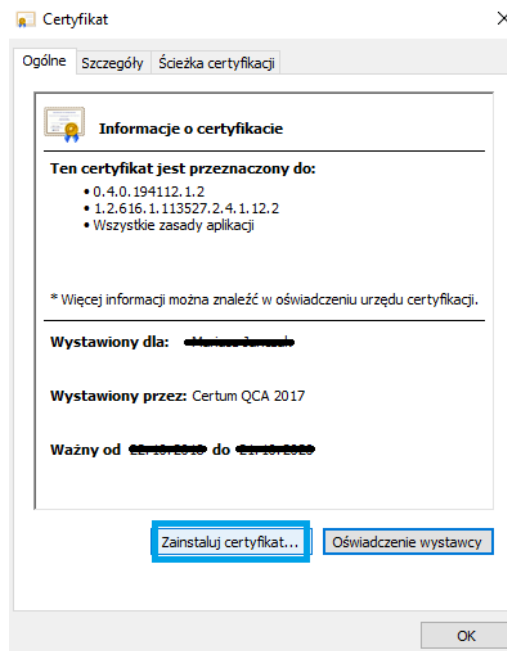 Certyfikat
Ogólne Szczegóły Ścieżka certyfikacji
Informacje o certyfikacie
Ten certyfikat jest przeznaczony do:
• 0.4.0.194112.1.2
• 1.2.616.1.113527.2.4.1.12.2
• Wszystkie zasady aplikacji
* Więcej informacji można znaleźć w oświadczeniu urzędu certyfikacji.
Wystawiony dla:
Wystawiony przez: Certum QCA 2017
Ważny od do
Zainstaluj certyfikat... Oświadczenie wystawcy
OK